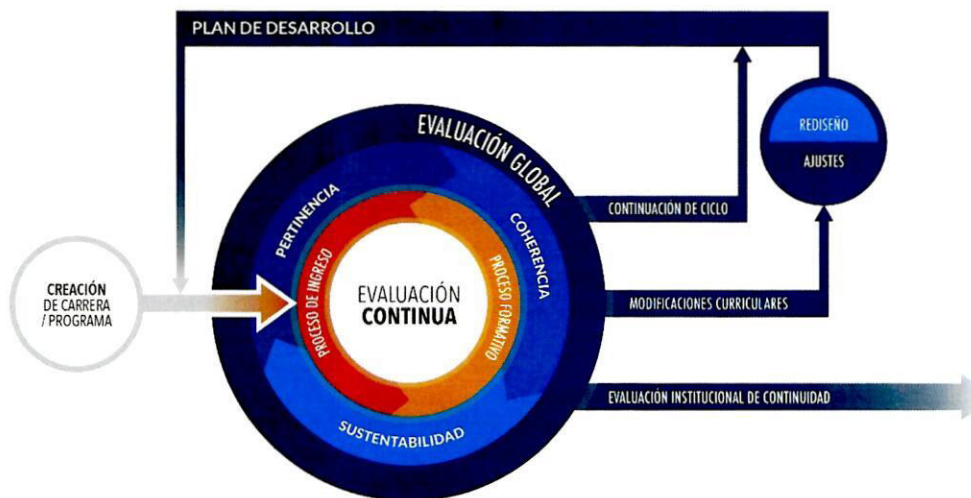 PLAN DE DESARROLLO
REDISEÑO
AJUSTES
EVALUACIÓN GLOBAL
CONTINUACIÓN DE CICLO
PERTINENCIA
COHERENCIA
CREACIÓN
DE CARRERA
/ PROGRAMA
PROCESO DE INGRESO
EVALUACIÓN
CONTINUA
PROCESO FORMATIVO
MODIFICACIONES CURRICULARES
EVALUACIÓN INSTITUCIONAL DE CONTINUIDAD
SUSTENTABILIDAD